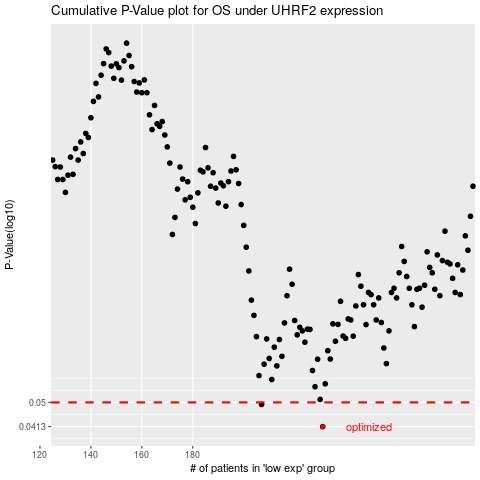 Cumulative P-Value plot for OS under UHRF2 expression
P-Value(log10)
0.05
0.0413
optimized
120 140 160 180
# of patients in 'low exp' group